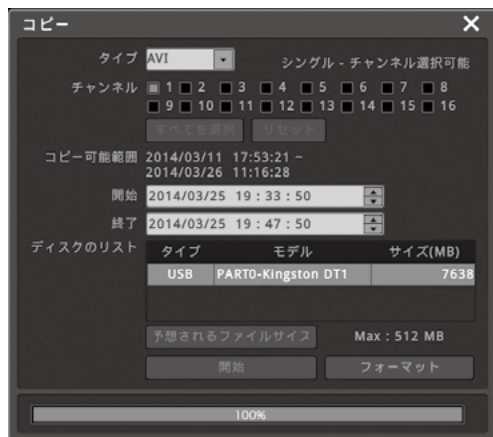 コピー
タイプ AVI シングル - チャンネル選択可能
チャンネル 1 2 3 4 5 6 7 8
9 10 11 12 13 14 15 16
すべてを選択 リセット
コピー可能範囲 2014/03/11 17:53:21 ~
2014/03/26 11:16:28
開始 2014/03/25 19 : 33 : 50
終了 2014/03/25 19 : 47 : 50
ディスクのリスト タイプ モデル サイズ(MB)
USB PART0-Kingston DT1 7638
予想されるファイルサイズ Max : 512 MB
開始 フォーマット
100%